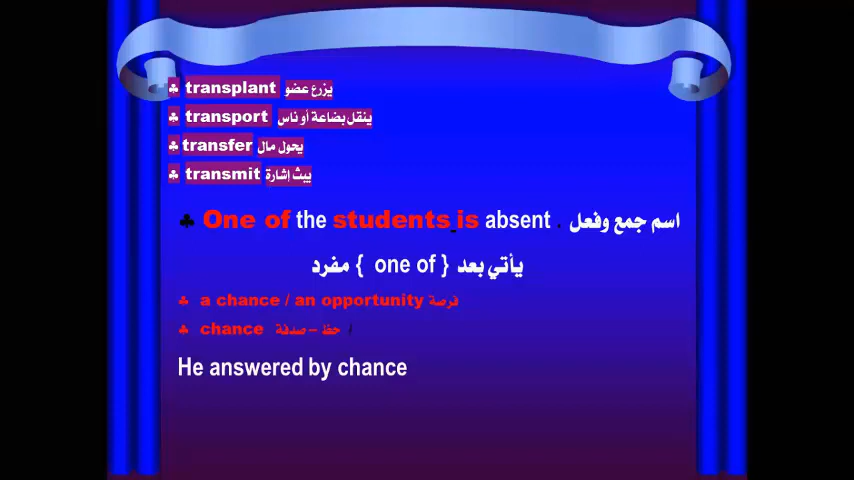 ♣ transplant يزرع عضو
♣ transport ينقل بضاعة أو ناس
♣ transfer يحول مال
♣ transmit يبث إشارة
♣ One of the students is absent . اسم جمع وفعل
يأتي بعد { one of } مفرد
♣ a chance / an opportunity فرصة
♣ chance حظ – صدفة /
He answered by chance